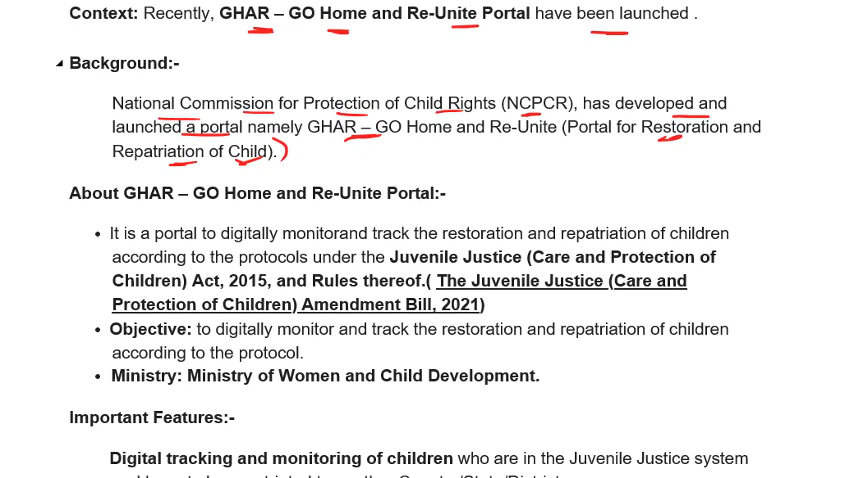 Context: Recently, GHAR – GO Home and Re-Unite Portal have been launched .
Background:-
National Commission for Protection of Child Rights (NCPCR), has developed and
launched a portal namely GHAR – GO Home and Re-Unite (Portal for Restoration and
Repatriation of Child).
About GHAR – GO Home and Re-Unite Portal:-
• It is a portal to digitally monitorand track the restoration and repatriation of children
according to the protocols under the Juvenile Justice (Care and Protection of
Children) Act, 2015, and Rules thereof.( The Juvenile Justice (Care and
Protection of Children) Amendment Bill, 2021)
• Objective: to digitally monitor and track the restoration and repatriation of children
according to the protocol.
• Ministry: Ministry of Women and Child Development.
Important Features:-
Digital tracking and monitoring of children who are in the Juvenile Justice system